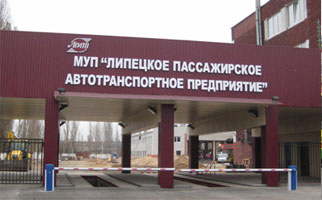 МУП "ЛИПЕЦКОЕ ПАССАЖИРСКОЕ
АВТОТРАНСПОРТНОЕ ПРЕДПРИЯТИЕ"